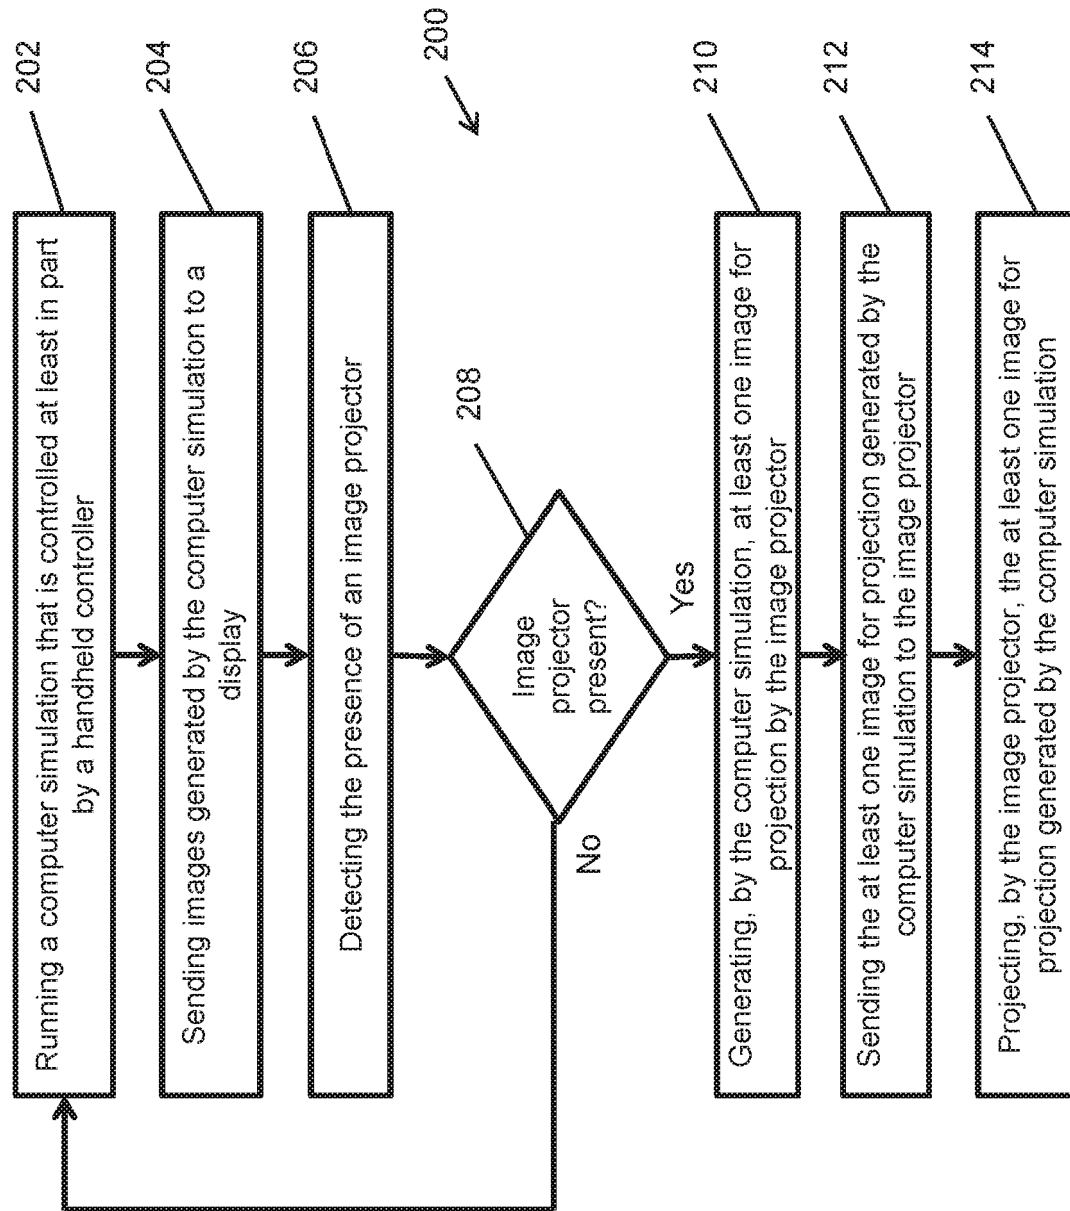 202
Running a computer simulation that is controlled at least in part
by a handheld controller
204
Sending images generated by the computer simulation to a
display
206
Detecting the presence of an image projector
200
208
Image
projector
present?
No
Yes
210
Generating, by the computer simulation, at least one image for
projection by the image projector
212
Sending the at least one image for projection generated by the
computer simulation to the image projector
214
Projecting, by the image projector, the at least one image for
projection generated by the computer simulation